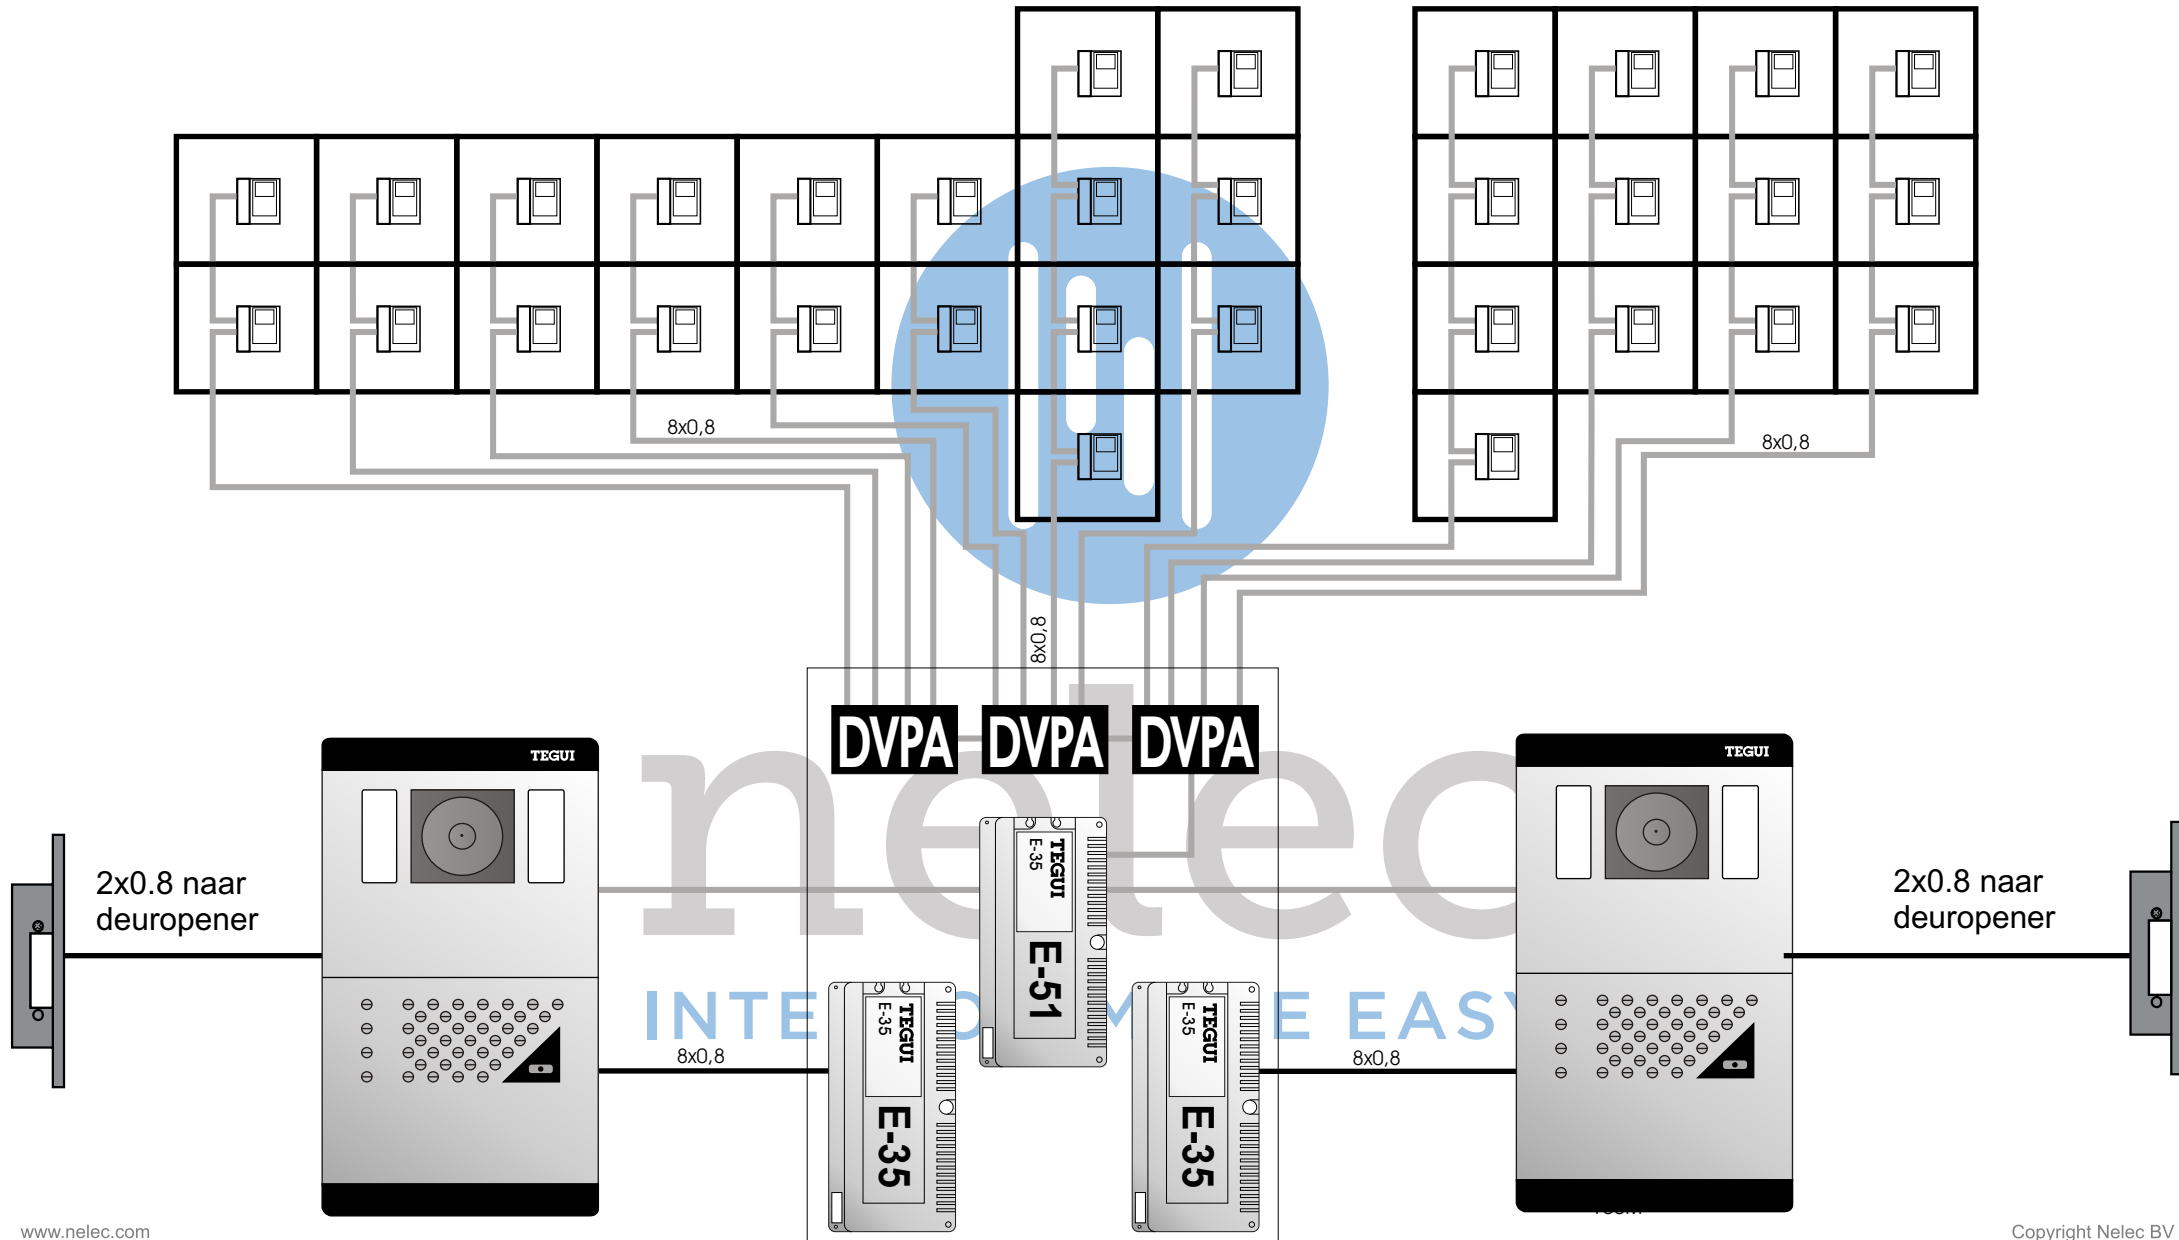 8x0,8
8x0,8
8x0,8
DVPA DVPA DVPA
TEGUI
TEGUI
nelec
2x0.8 naar
deuropener
2x0.8 naar
deuropener
TEGUI
E-35
E-51
TEGUI
E-35
E-35
TEGUI
E-35
E-35
INTE
E EASY
8x0,8
8x0,8
www.nelec.com
Copyright Nelec BV